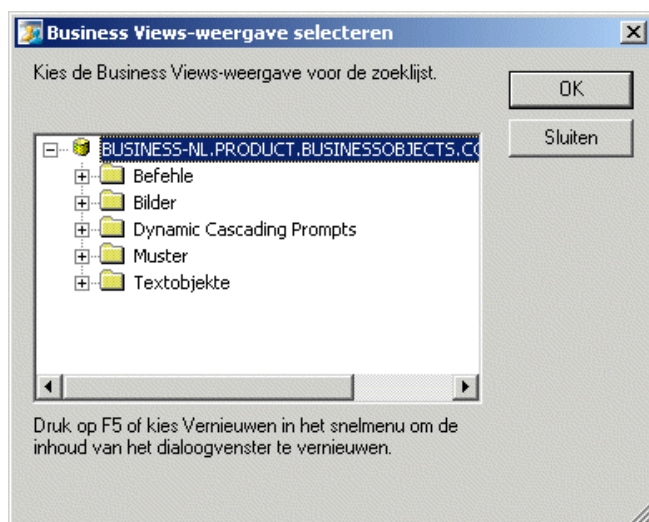 Business Views-weergave selecteren
Kies de Business Views-weergave voor de zoeklijst.
OK
Sluiten
BUSINESS-NL.PRODUCT.BUSINESSOBJECTS.CO
Befehle
Bilder
Dynamic Cascading Prompts
Muster
Textobjekte
Druk op F5 of kies Vernieuwen in het snelmenu om de
inhoud van het dialoogvenster te vernieuwen.